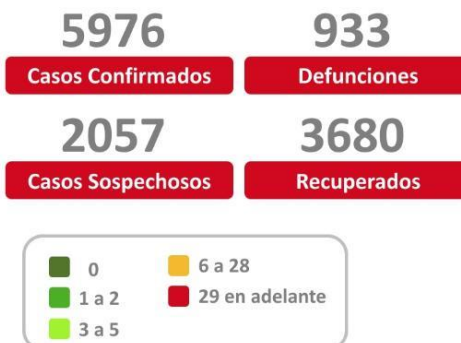 5976
Casos Confirmados
933
Defunciones
2057
Casos Sospechosos
3680
Recuperados
0
1 a 2
3 a 5
6 a 28
29 en adelante